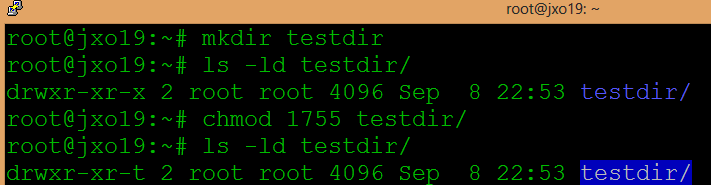 root@jxo19: ~
root@jxo19:~# mkdir testdir
root@jxo19:~# ls -ld testdir/
drwxr-xr-x 2 root root 4096 Sep  8 22:53 testdir/
root@jxo19:~# chmod 1755 testdir/
root@jxo19:~# ls -ld testdir/
drwxr-xr-t 2 root root 4096 Sep  8 22:53 testdir/